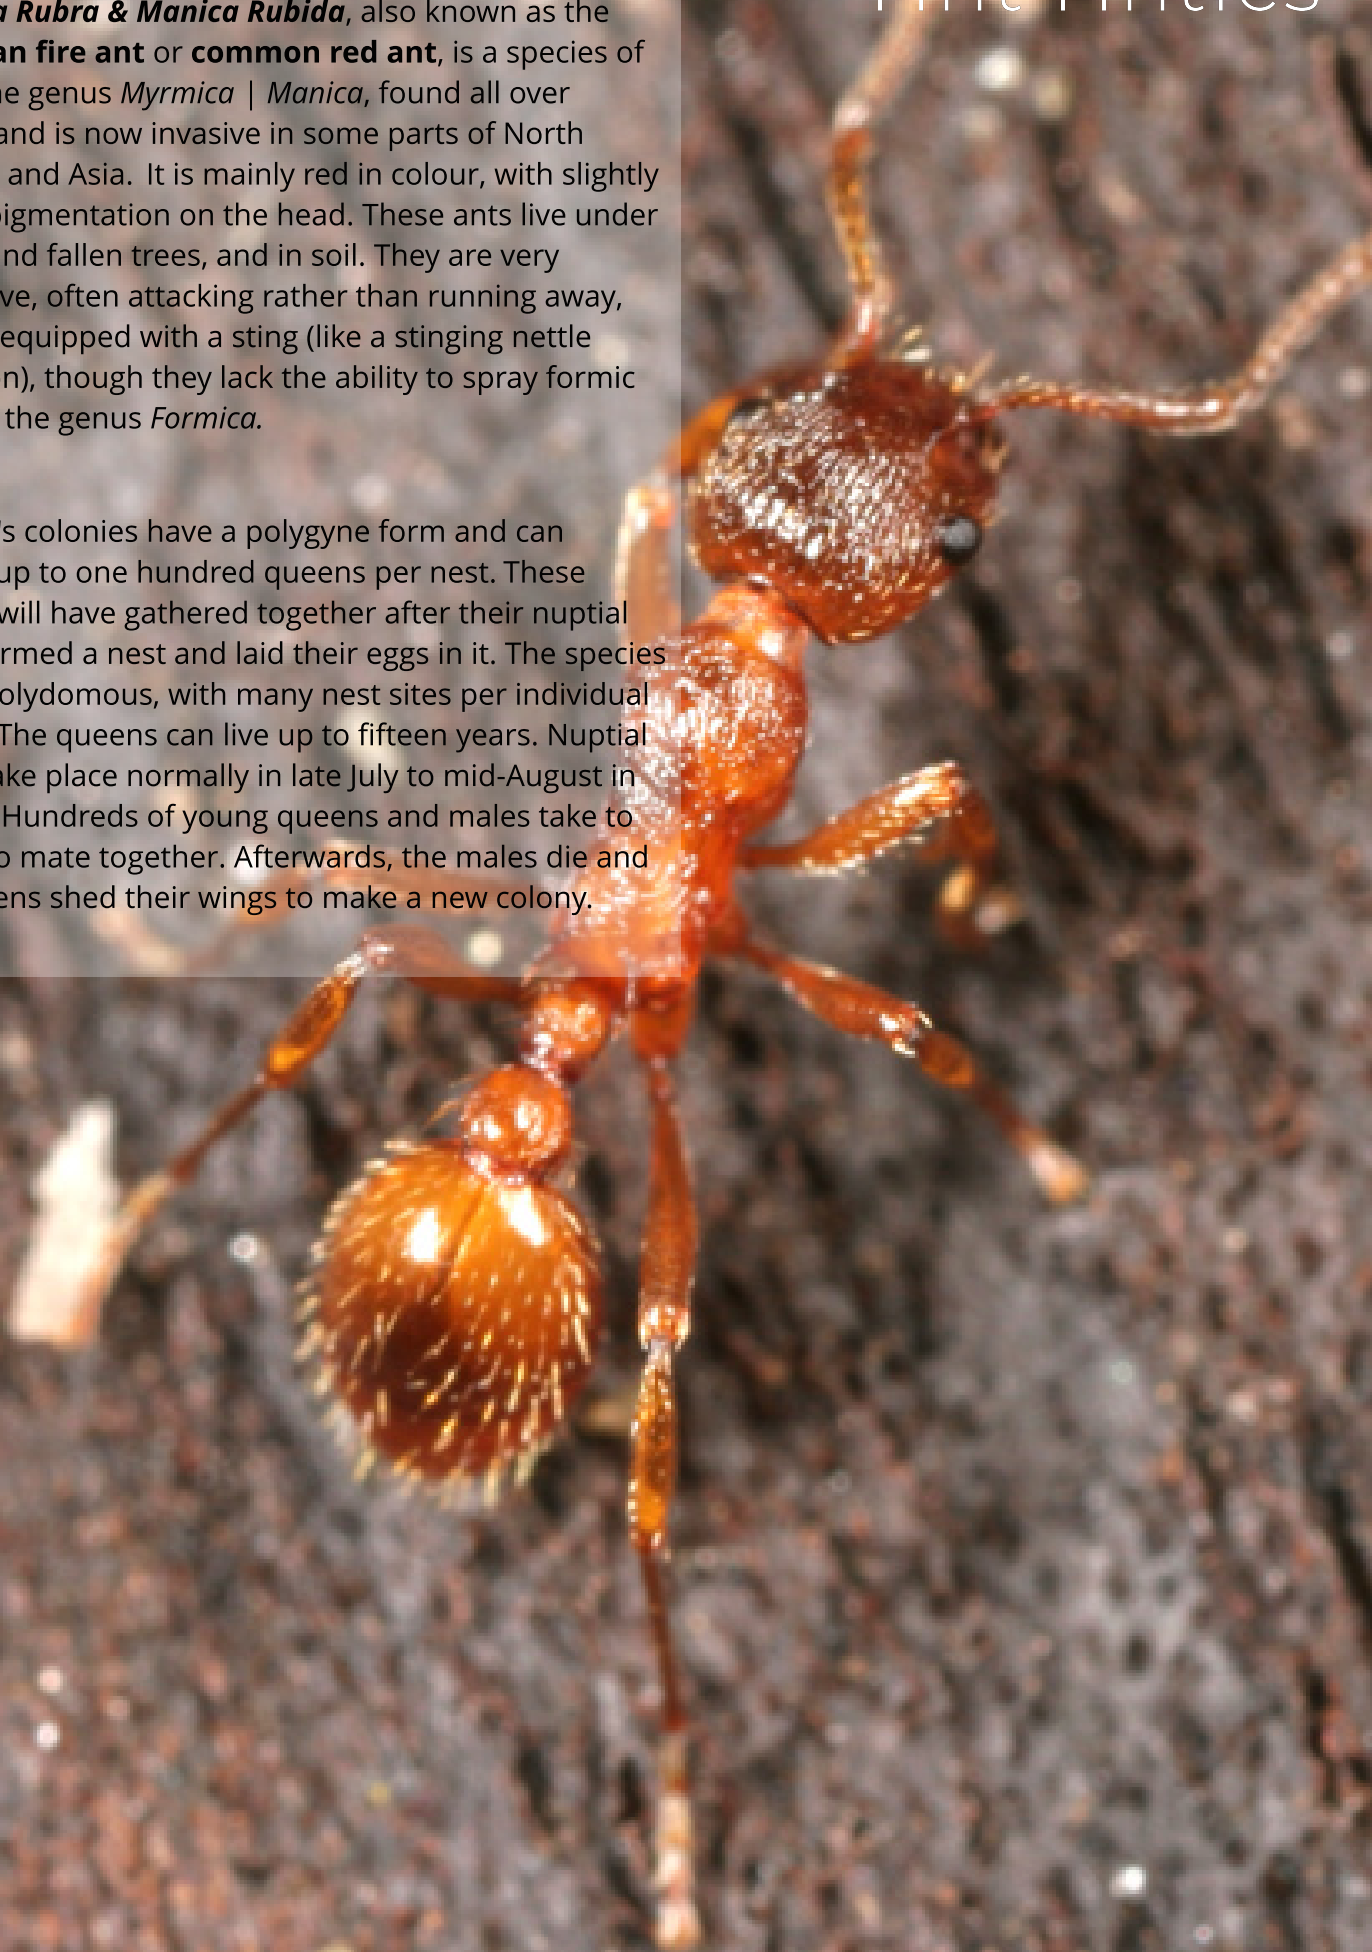 a Rubra & Manica Rubida, also known as the
an fire ant or common red ant, is a species of
he genus Myrmica | Manica, found all over
and is now invasive in some parts of North
and Asia. It is mainly red in colour, with slightly
pigmentation on the head. These ants live under
nd fallen trees, and in soil. They are very
ve, often attacking rather than running away,
equipped with a sting (like a stinging nettle
n), though they lack the ability to spray formic
the genus Formica.
's colonies have a polygyne form and can
up to one hundred queens per nest. These
will have gathered together after their nuptial
rmed a nest and laid their eggs in it. The species
olydomous, with many nest sites per individual
The queens can live up to fifteen years. Nuptial
ake place normally in late July to mid-August in
Hundreds of young queens and males take to
o mate together. Afterwards, the males die and
ens shed their wings to make a new colony.